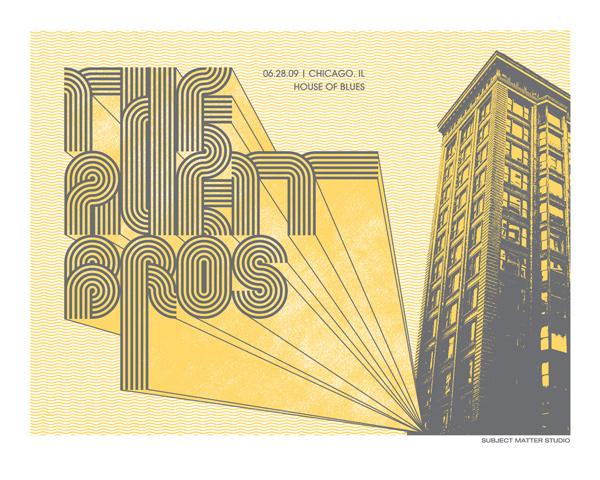 06.28.09 | CHICAGO, IL
HOUSE OF BLUES
THE
avett
BROS
SUBJECT MATTER STUDIO